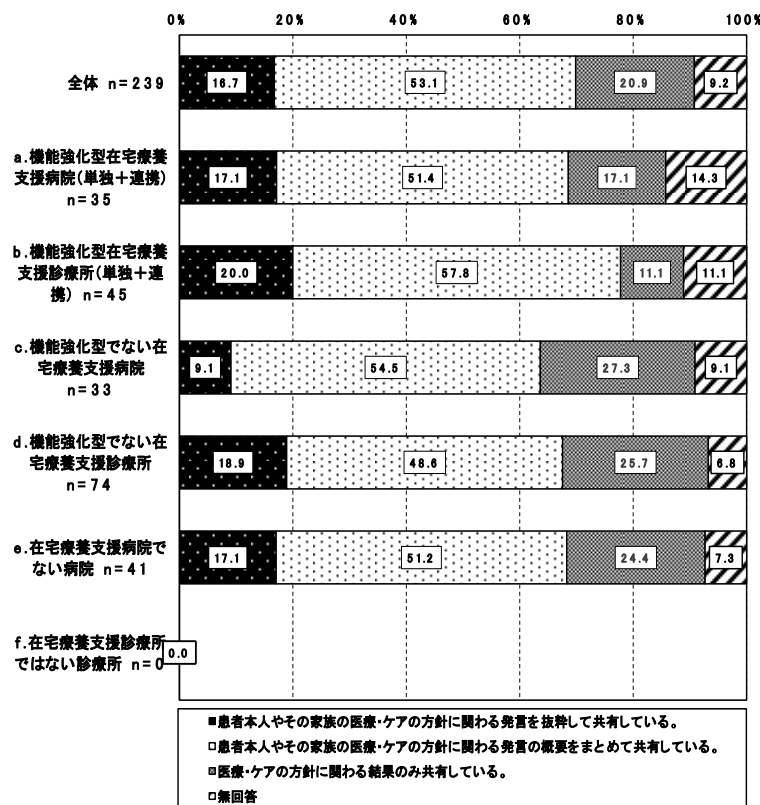 0% 20% 40% 60% 80% 100%
全体 n=239
16.7 53.1 20.9 9.2
a.機能強化型在宅療養
支援病院(単独+連携)
n=35
17.1 51.4 17.1 14.3
b.機能強化型在宅療養
支援診療所(単独+連
携) n=45
20.0 57.8 11.1 11.1
c.機能強化型でない在
宅療養支援病院
n=33
9.1 54.5 27.3 9.1
d.機能強化型でない在
宅療養支援診療所
n=74
18.9 48.6 25.7 6.8
e.在宅療養支援病院で
ない病院 n=41
17.1 51.2 24.4 7.3
f.在宅療養支援診療所
ではない診療所 n=0
0.0
患者本人やその家族の医療・ケアの方針に関わる発言を抜粋して共有している。
患者本人やその家族の医療・ケアの方針に関わる発言の概要をまとめて共有している。
医療・ケアの方針に関わる結果のみ共有している。
無回答